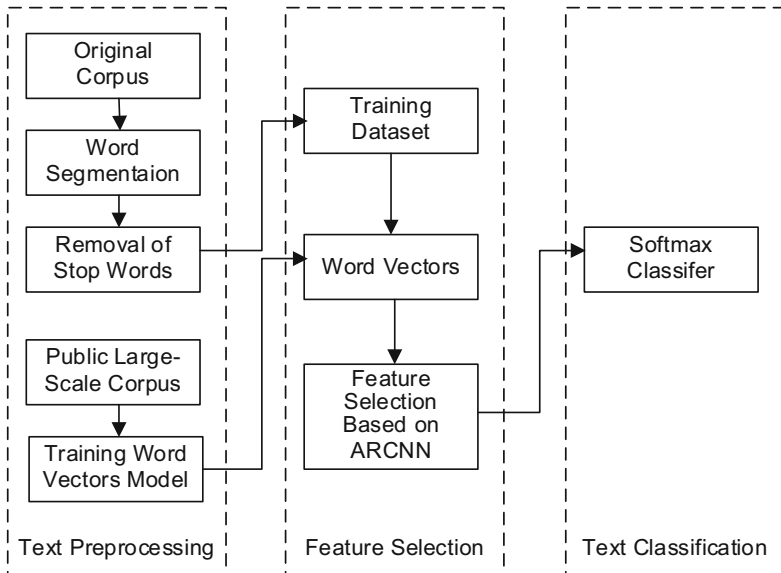 Original
Corpus
Word
Segmentaion
Removal of
Stop Words
Public Large-
Scale Corpus
Training Word
Vectors Model
Text Preprocessing
Training
Dataset
Word Vectors
Feature
Selection
Based on
ARCNN
Feature Selection
Softmax
Classifer
Text Classification